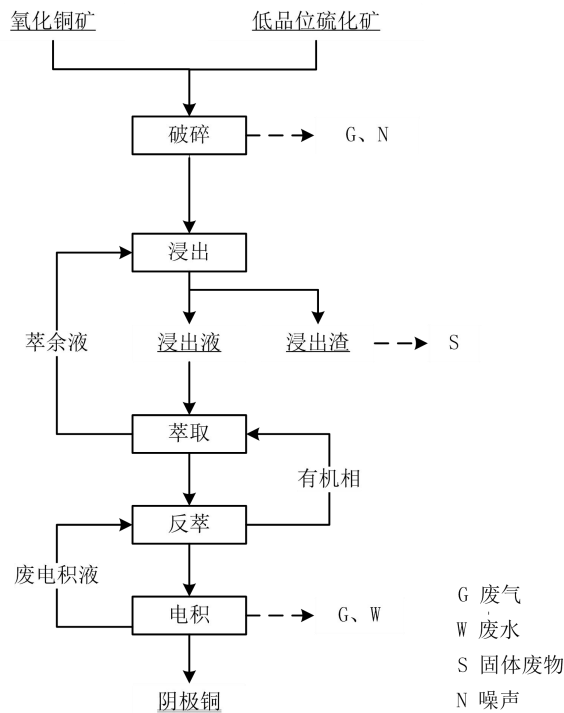 氧化铜矿
低品位硫化矿
破碎
G、N
浸出
萃余液
浸出液
浸出渣
S
萃取
有机相
反萃
废电积液
电积
G、W
阴极铜
G 废气
W 废水
S 固体废物
N 噪声